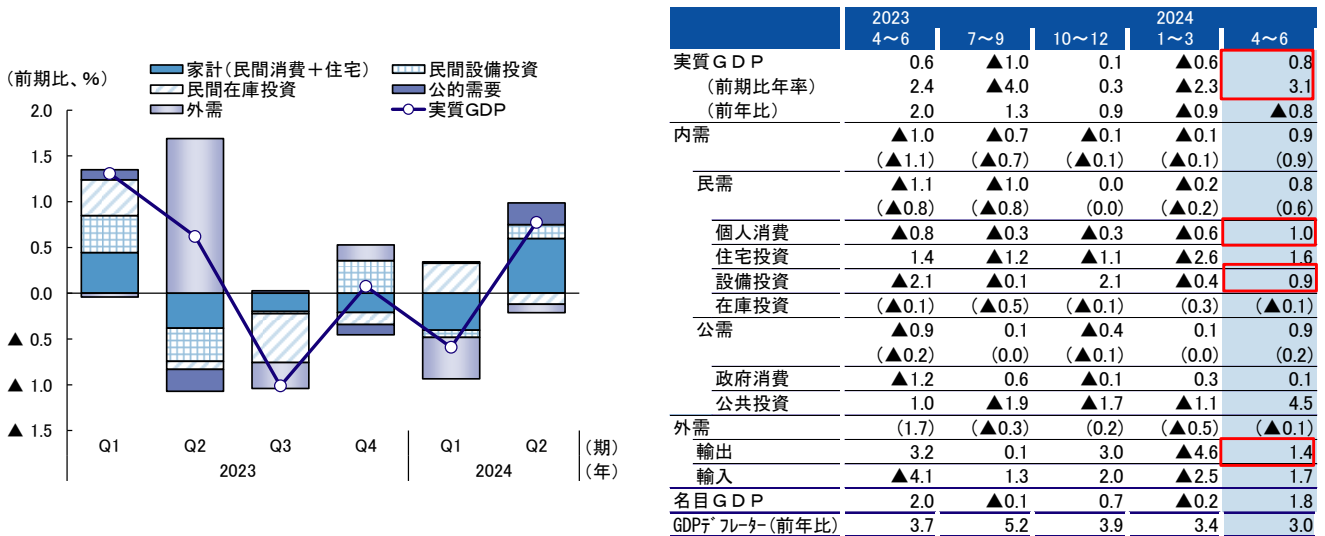 (前期比、%)
家計(民間消費+住宅) 民間設備投資
民間在庫投資 公的需要
外需 実質GDP
2.0
1.5
1.0
0.5
0.0
▲ 0.5
▲ 1.0
▲ 1.5
Q1 Q2 Q3 Q4 Q1 Q2 (期)
2023 2024 (年)
2023 2024
4~6 7~9 10~12 1~3 4~6
実質GDP 0.6 ▲1.0 0.1 ▲0.6 0.8
(前期比年率) 2.4 ▲4.0 0.3 ▲2.3 3.1
(前年比) 2.0 1.3 0.9 ▲0.9 ▲0.8
内需 ▲1.0 ▲0.7 ▲0.1 ▲0.1 0.9
(▲1.1) (▲0.7) (▲0.1) (▲0.1) (0.9)
民需 ▲1.1 ▲1.0 0.0 ▲0.2 0.8
(▲0.8) (▲0.8) (0.0) (▲0.2) (0.6)
個人消費 ▲0.8 ▲0.3 ▲0.3 ▲0.6 1.0
住宅投資 1.4 ▲1.2 ▲1.1 ▲2.6 1.6
設備投資 ▲2.1 ▲0.1 2.1 ▲0.4 0.9
在庫投資 (▲0.1) (▲0.5) (▲0.1) (0.3) (▲0.1)
公需 ▲0.9 0.1 ▲0.4 0.1 0.9
(▲0.2) (0.0) (▲0.1) (0.0) (0.2)
政府消費 ▲1.2 0.6 ▲0.1 0.3 0.1
公共投資 1.0 ▲1.9 ▲1.7 ▲1.1 4.5
外需 (1.7) (▲0.3) (0.2) (▲0.5) (▲0.1)
輸出 3.2 0.1 3.0 ▲4.6 1.4
輸入 ▲4.1 1.3 2.0 ▲2.5 1.7
名目GDP 2.0 ▲0.1 0.7 ▲0.2 1.8
GDPデフレーター(前年比) 3.7 5.2 3.9 3.4 3.0